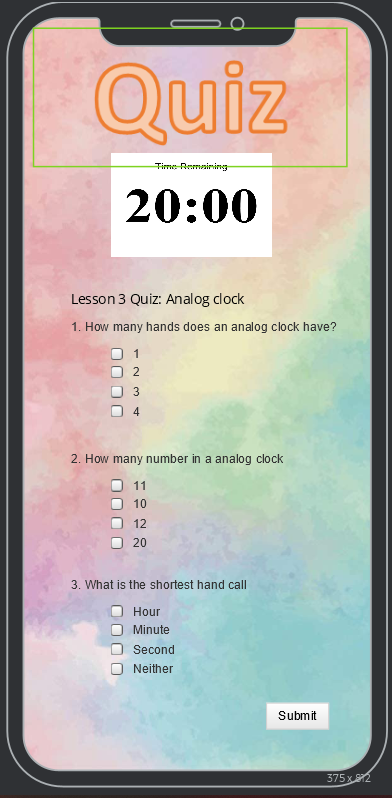 Quiz
Time Remaining
20:00
Lesson 3 Quiz: Analog clock
1. How many hands does an analog clock have?
1
2
3
4
2. How many number in a analog clock
11
10
12
20
3. What is the shortest hand call
Hour
Minute
Second
Neither
Submit
375 x 812